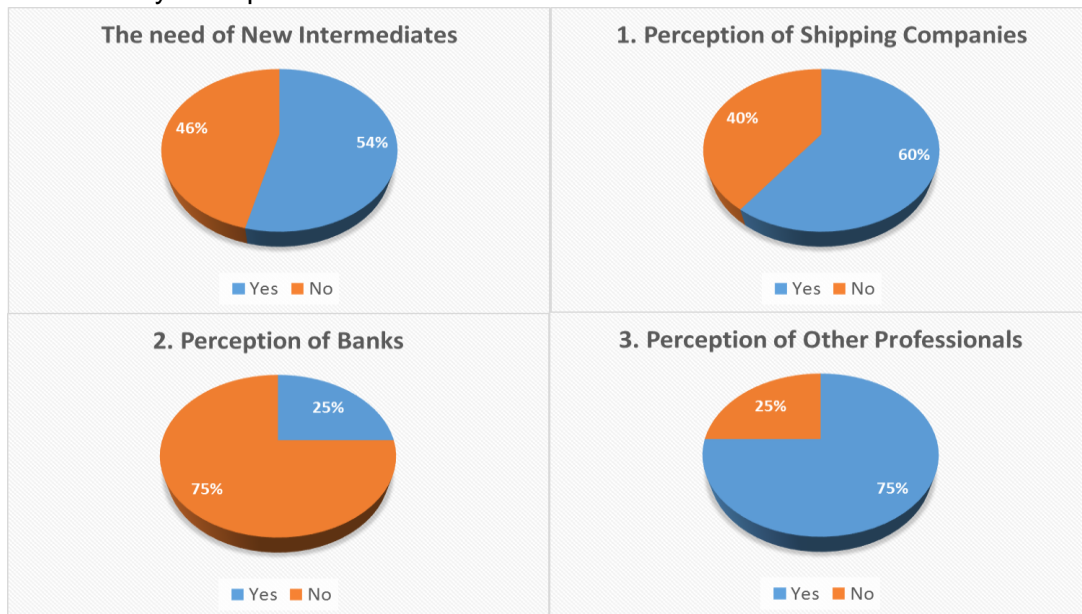 The need of New Intermediates
46%
54%
Yes No
1. Perception of Shipping Companies
40%
60%
Yes No
2. Perception of Banks
25%
75%
Yes No
3. Perception of Other Professionals
25%
75%
Yes No